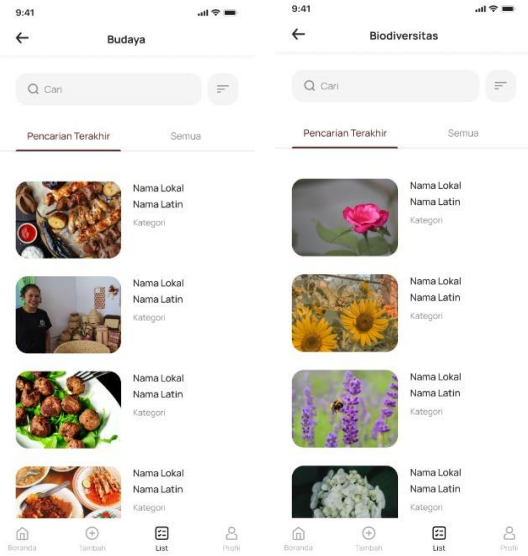 9:41
Budaya
Cari
Pencarian Terakhir Semua
Nama Lokal
Nama Latin
Kategori
Nama Lokal
Nama Latin
Kategori
Nama Lokal
Nama Latin
Kategori
Nama Lokal
Nama Latin
Boranda Tambah List Profil
9:41
Biodiversitas
Cari
Pencarian Terakhir Semua
Nama Lokal
Nama Latin
Kategori
Nama Lokal
Nama Latin
Kategori
Nama Lokal
Nama Latin
Kategori
Nama Lokal
Nama Latin
Kategori
Boranda Tambah List Profil